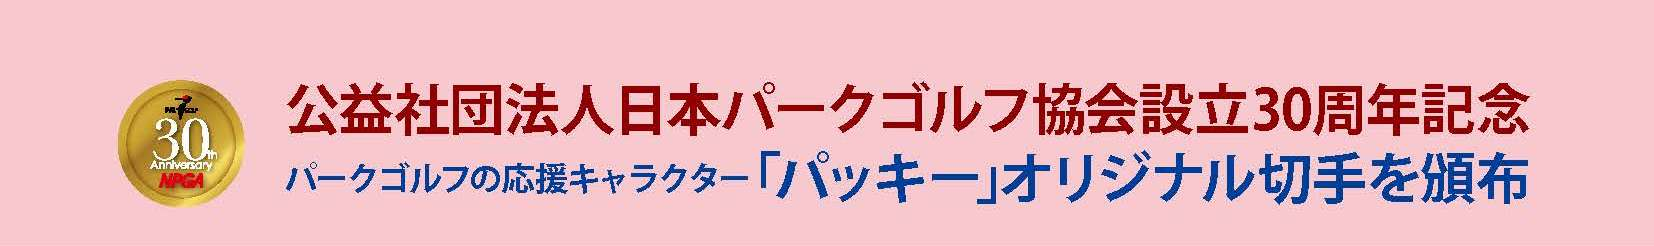 PARKGOLF
30th
Anniversary
NPGA
公益社団法人日本パークゴルフ協会設立30周年記念
パークゴルフの応援キャラクター「パッキー」オリジナル切手を頒布